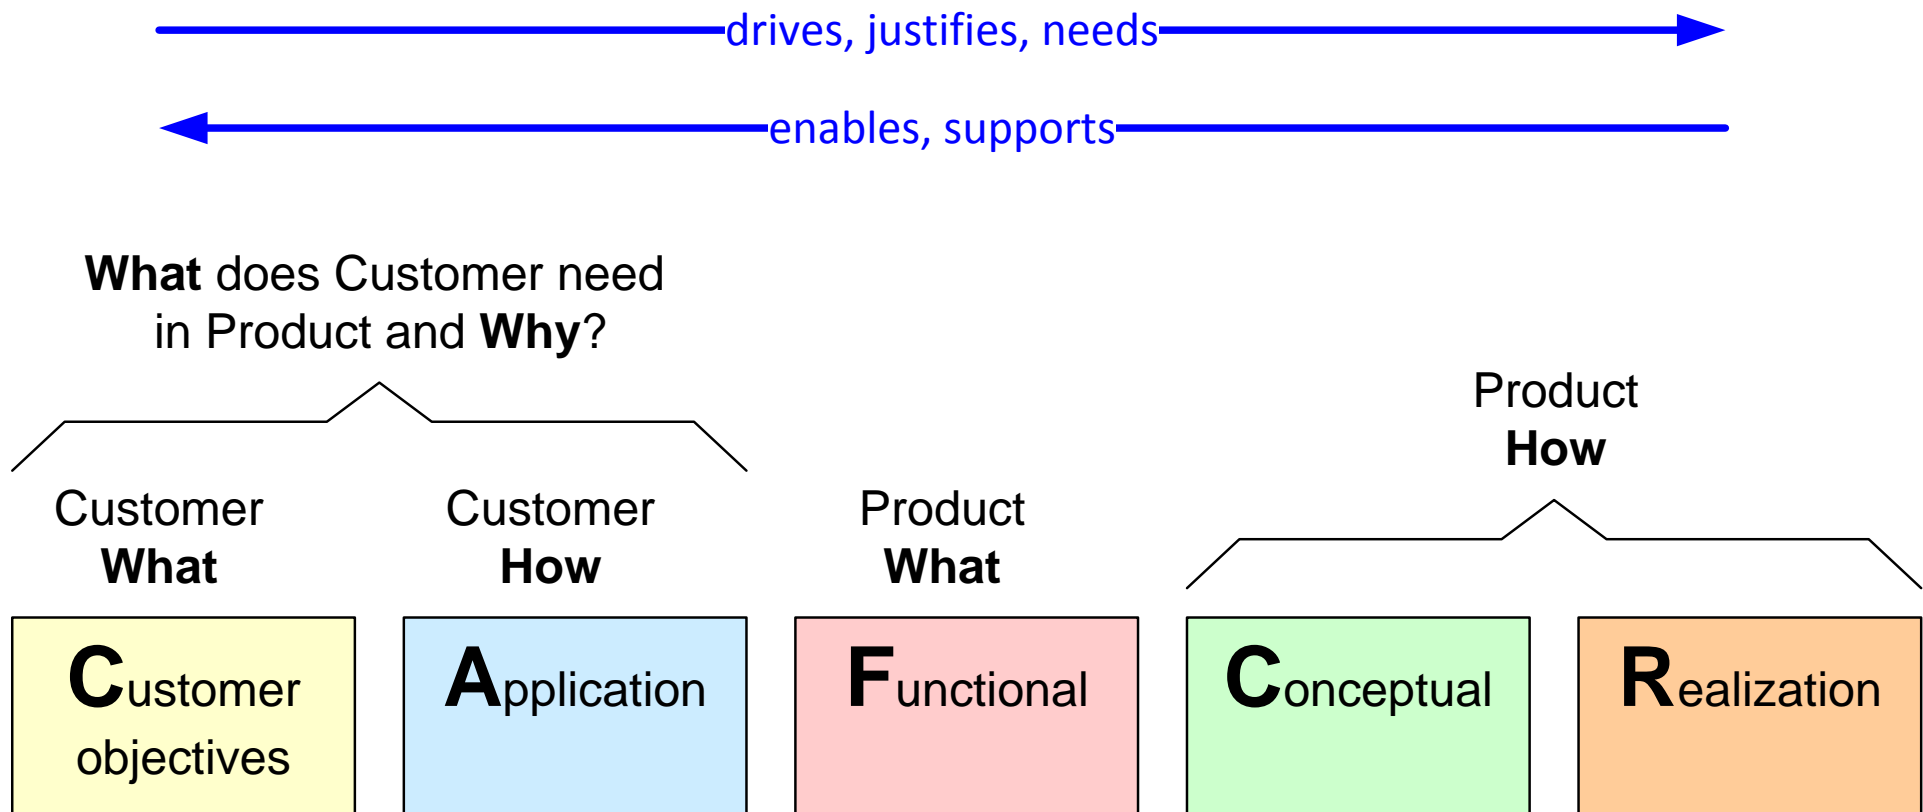 drives, justifies, needs
enables, supports
What does Customer need
in Product and Why?
Product
How
Customer
What
Customer
How
Product
What
Customer
objectives
Application
Functional
Conceptual
Realization